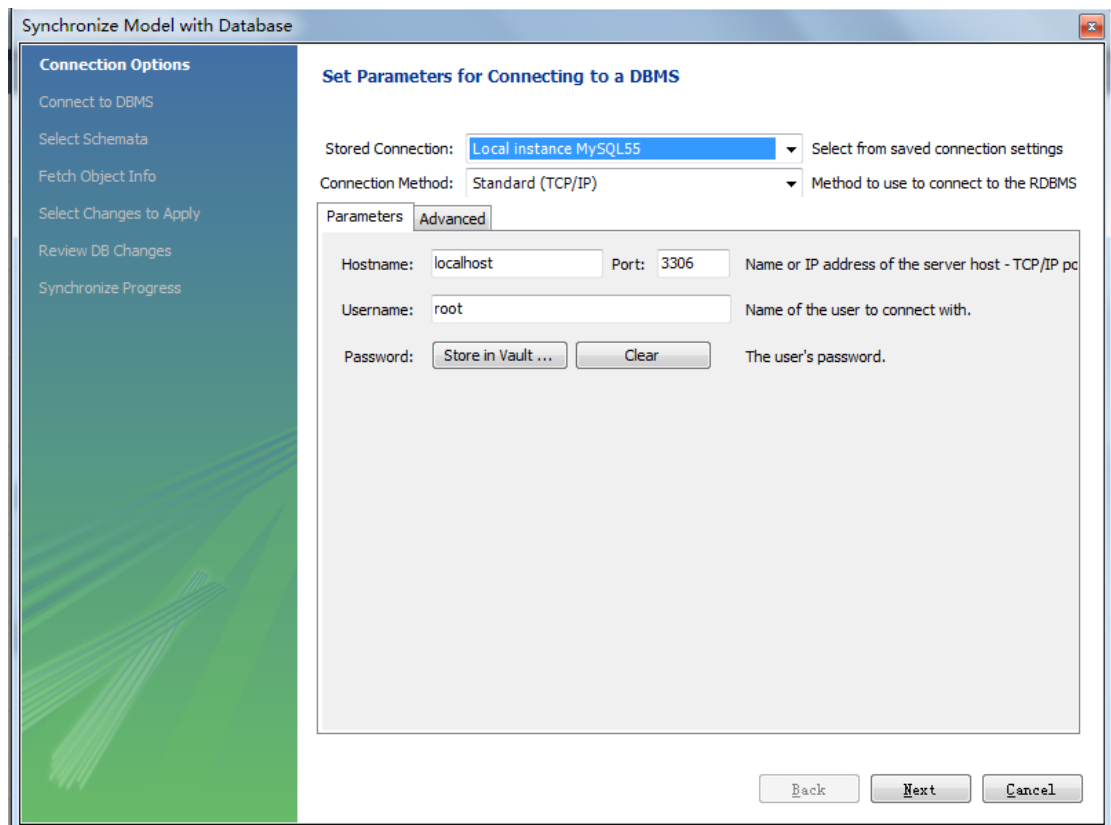 Synchronize Model with Database
Connection Options
Connect to DBMS
Select Schemata
Fetch Object Info
Select Changes to Apply
Review DB Changes
Synchronize Progress
Set Parameters for Connecting to a DBMS
Stored Connection: Local instance MySQL55 Select from saved connection settings
Connection Method: Standard (TCP/IP) Method to use to connect to the RDBMS
Parameters Advanced
Hostname: localhost Port: 3306 Name or IP address of the server host - TCP/IP po
Username: root Name of the user to connect with.
Password: Store in Vault ... Clear The user's password.
Back Next Cancel